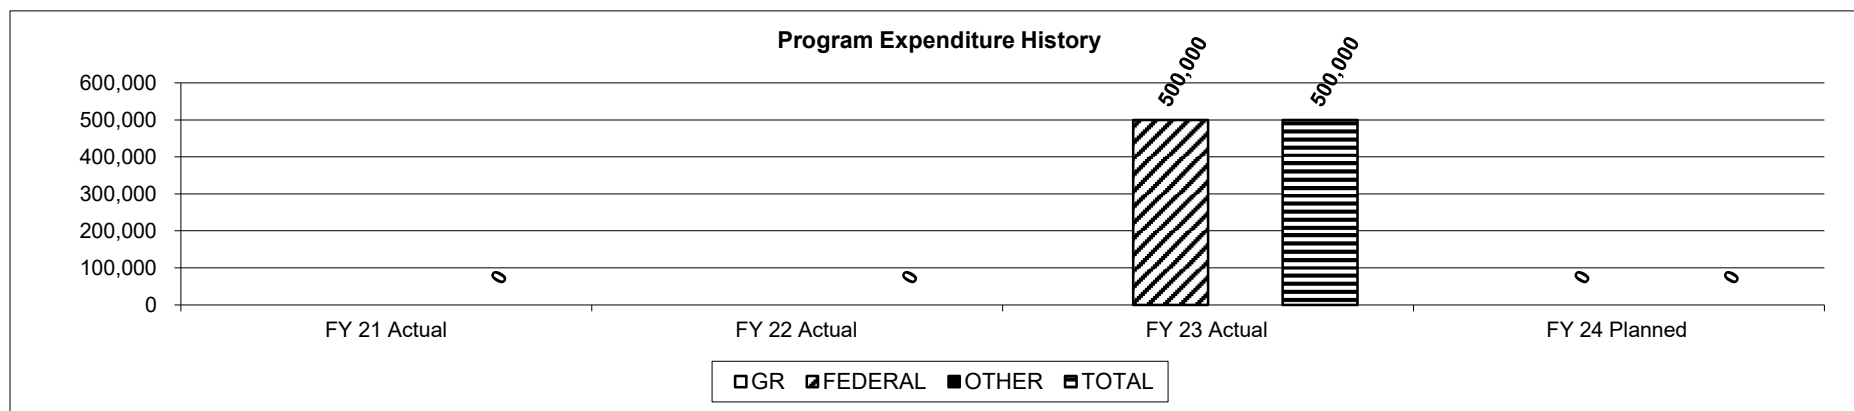 Program Expenditure History
600,000
500,000
400,000
300,000
200,000
100,000
0
0
0
500,000
500,000
0
0
FY 21 Actual
FY 22 Actual
FY 23 Actual
FY 24 Planned
GR FEDERAL OTHER TOTAL